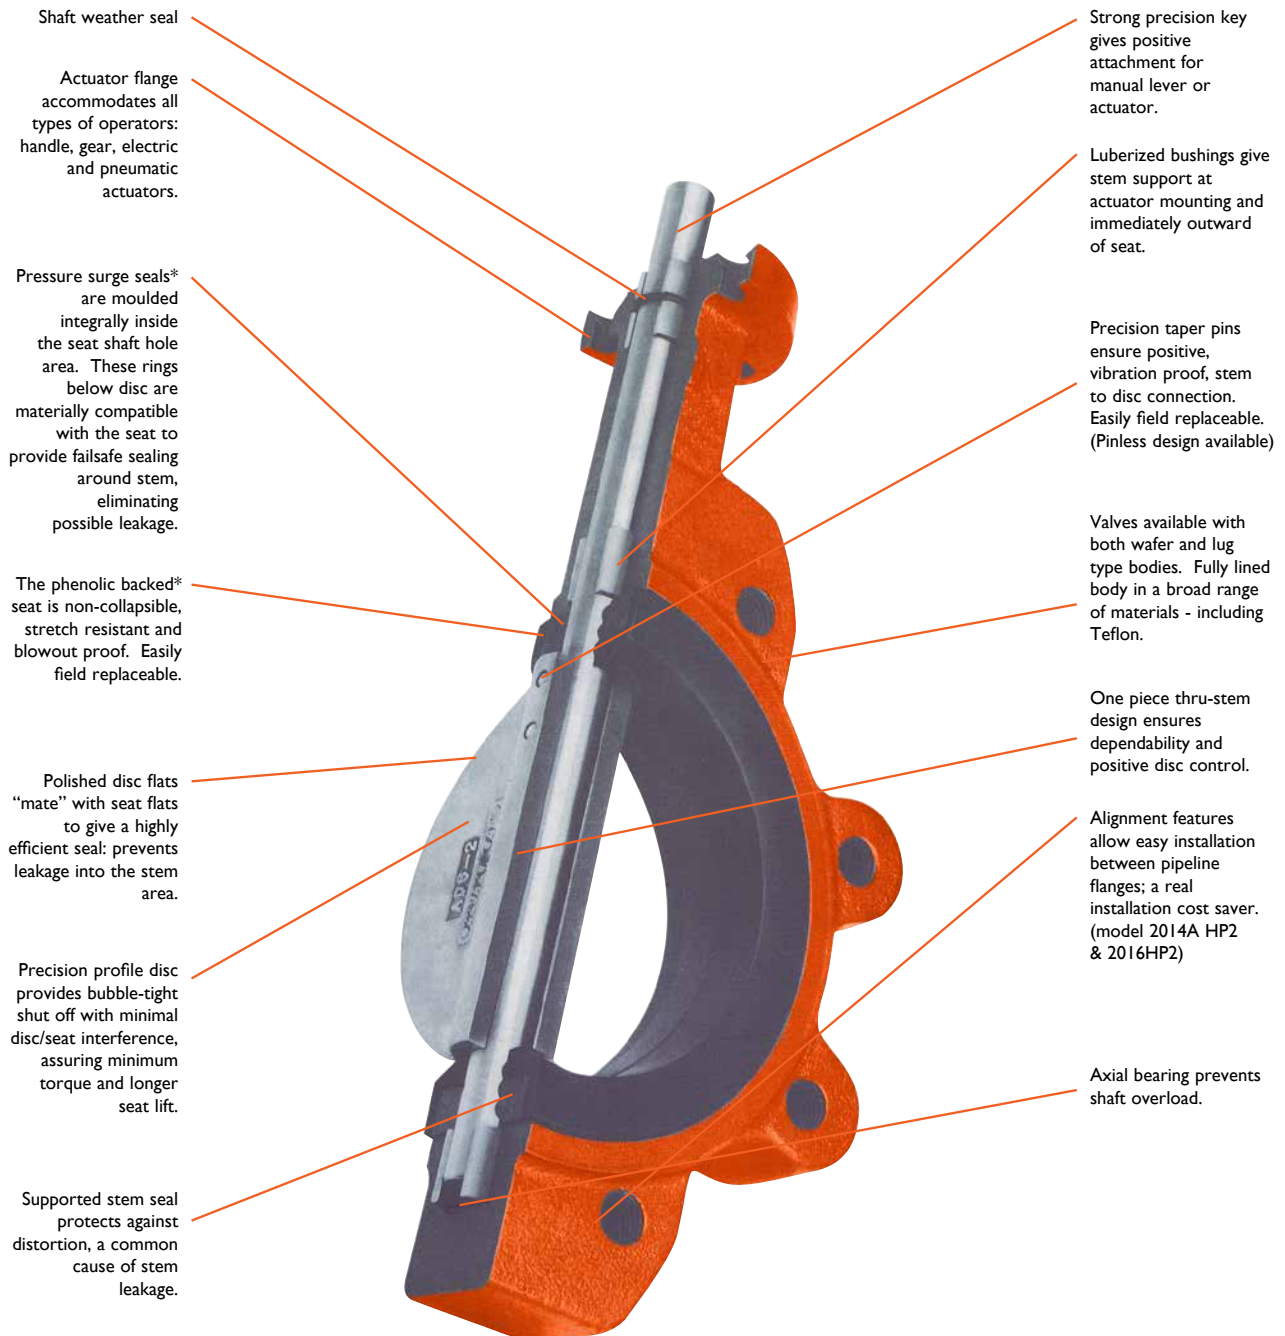 Shaft weather seal
Actuator flange
accommodates all
types of operators:
handle, gear, electric
and pneumatic
actuators.
Pressure surge seals*
are moulded
integrally inside
the seat shaft hole
area. These rings
below disc are
materially compatible
with the seat to
provide failsafe sealing
around stem,
eliminating
possible leakage.
The phenolic backed*
seat is non-collapsible,
stretch resistant and
blowout proof. Easily
field replaceable.
Polished disc flats
“mate” with seat flats
to give a highly
efficient seal: prevents
leakage into the stem
area.
Precision profile disc
provides bubble-tight
shut off with minimal
disc/seat interference,
assuring minimum
torque and longer
seat lift.
Supported stem seal
protects against
distortion, a common
cause of stem
leakage.
Strong precision key
gives positive
attachment for
manual lever or
actuator.
Luberized bushings give
stem support at
actuator mounting and
immediately outward
of seat.
Precision taper pins
ensure positive,
vibration proof, stem
to disc connection.
Easily field replaceable.
(Pinless design available)
Valves available with
both wafer and lug
type bodies. Fully lined
body in a broad range
of materials - including
Teflon.
One piece thru-stem
design ensures
dependability and
positive disc control.
Alignment features
allow easy installation
between pipeline
flanges; a real
installation cost saver.
(model 2014A HP2
& 2016HP2)
Axial bearing prevents
shaft overload.